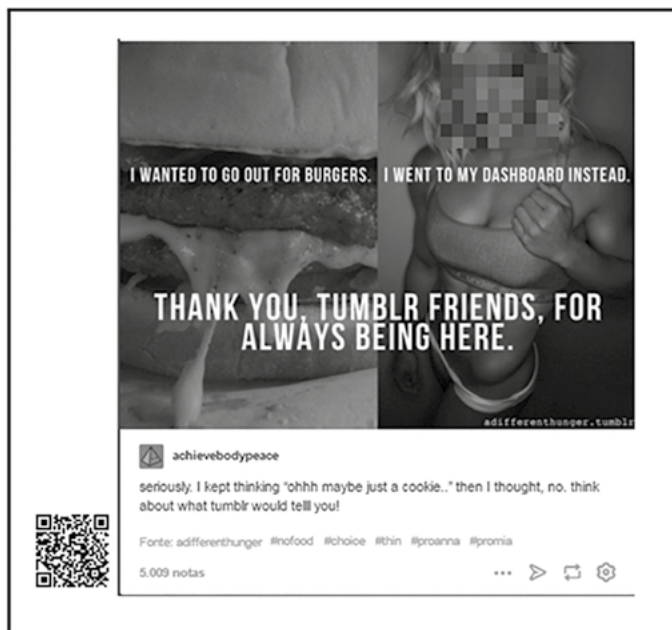 I WANTED TO GO OUT FOR BURGERS.
I WENT TO MY DASHBOARD INSTEAD.
THANK YOU, TUMBLR FRIENDS, FOR
ALWAYS BEING HERE.
adifferenthunger.tumblr
achievebodypeace
seriously. I kept thinking "ohhh maybe just a cookie.." then I thought, no. think
about what tumblr would telll you!
Fonte: adifferenthunger #nofood #choice #thin #proanna #promia
5.009 notas